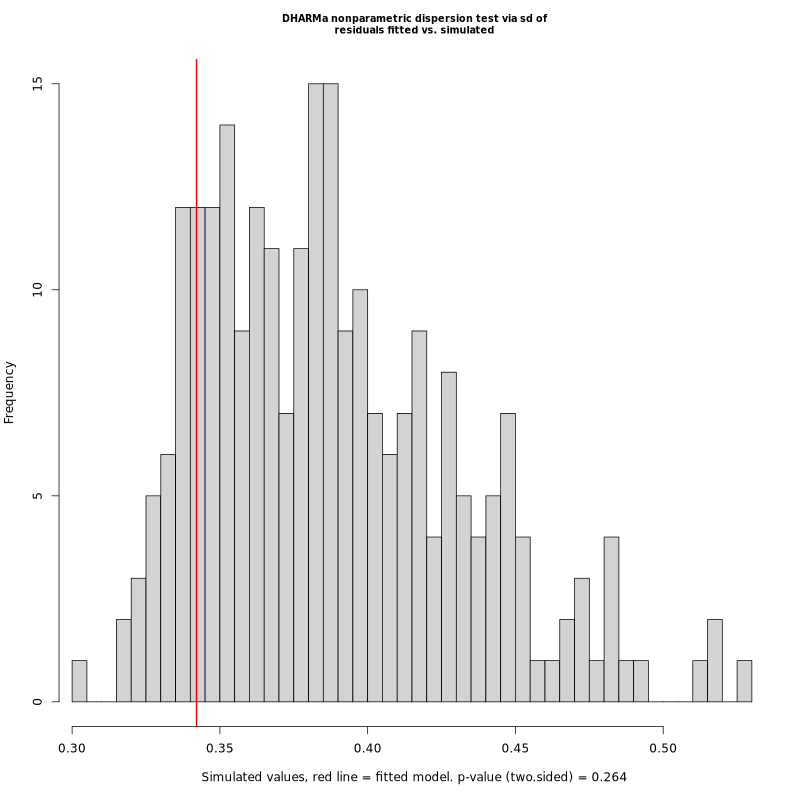 DHARMa nonparametric dispersion test via sd of
residuals fitted vs. simulated
Frequency
15
10
5
0
0.30 0.35 0.40 0.45 0.50
Simulated values, red line = fitted model. p-value (two.sided) = 0.264